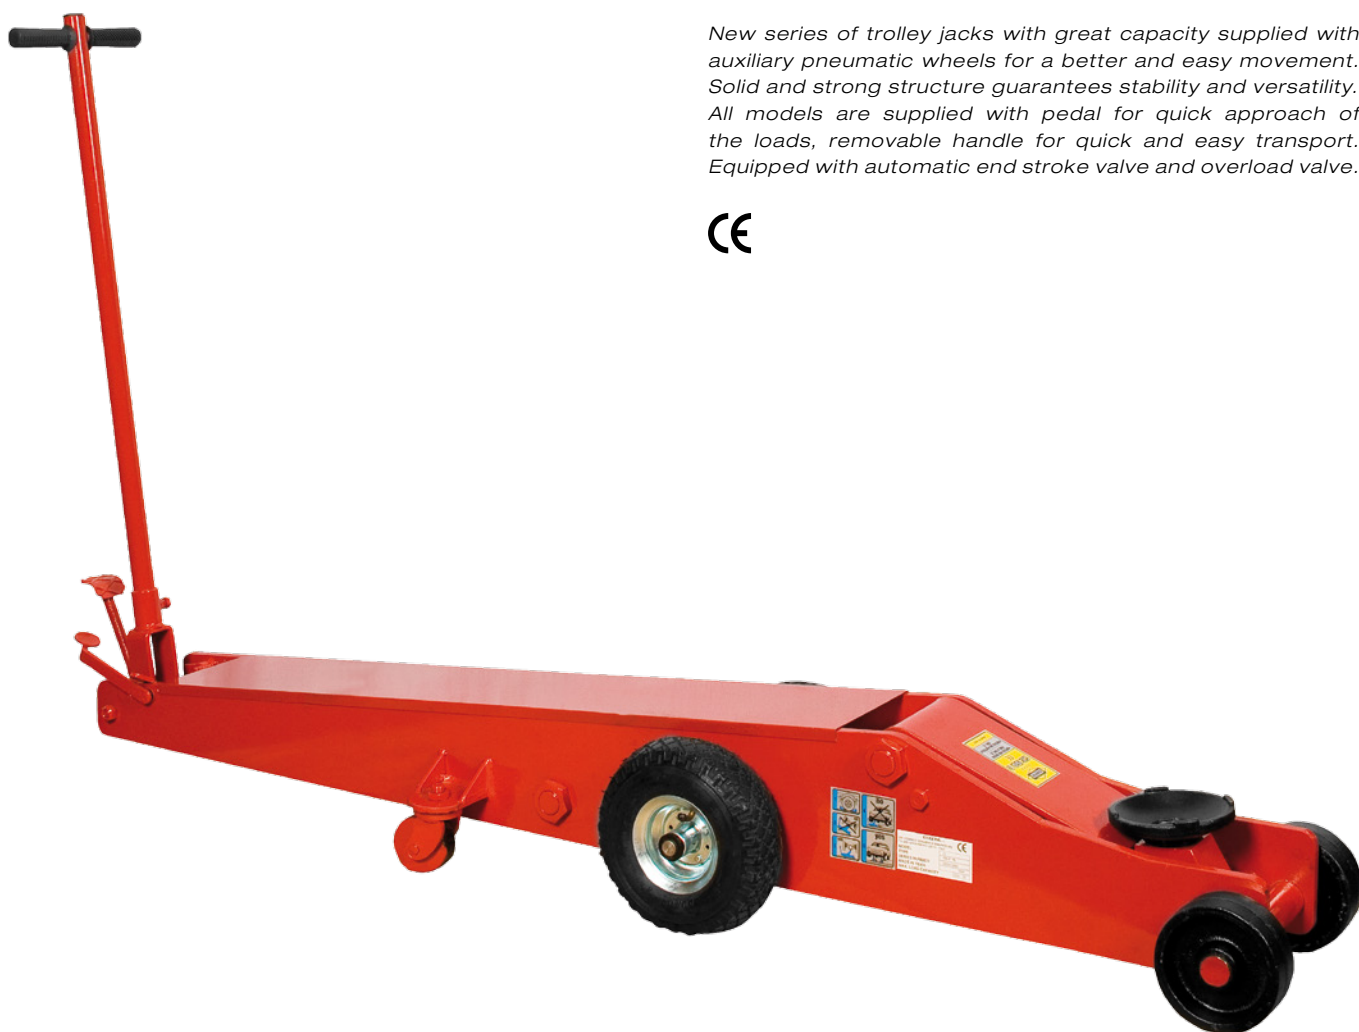 New series of trolley jacks with great capacity supplied with
auxiliary pneumatic wheels for a better and easy movement.
Solid and strong structure guarantees stability and versatility.
All models are supplied with pedal for quick approach of
the loads, removable handle for quick and easy transport.
Equipped with automatic end stroke valve and overload valve.
CE
CE